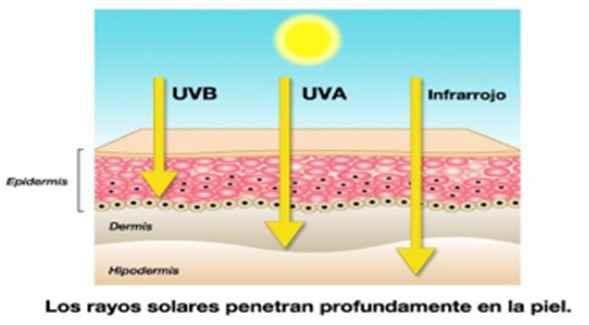 UVB
UVA
Infrarrojo
Epidermis
Dermis
Hipodermis
Los rayos solares penetran profundamente en la piel.